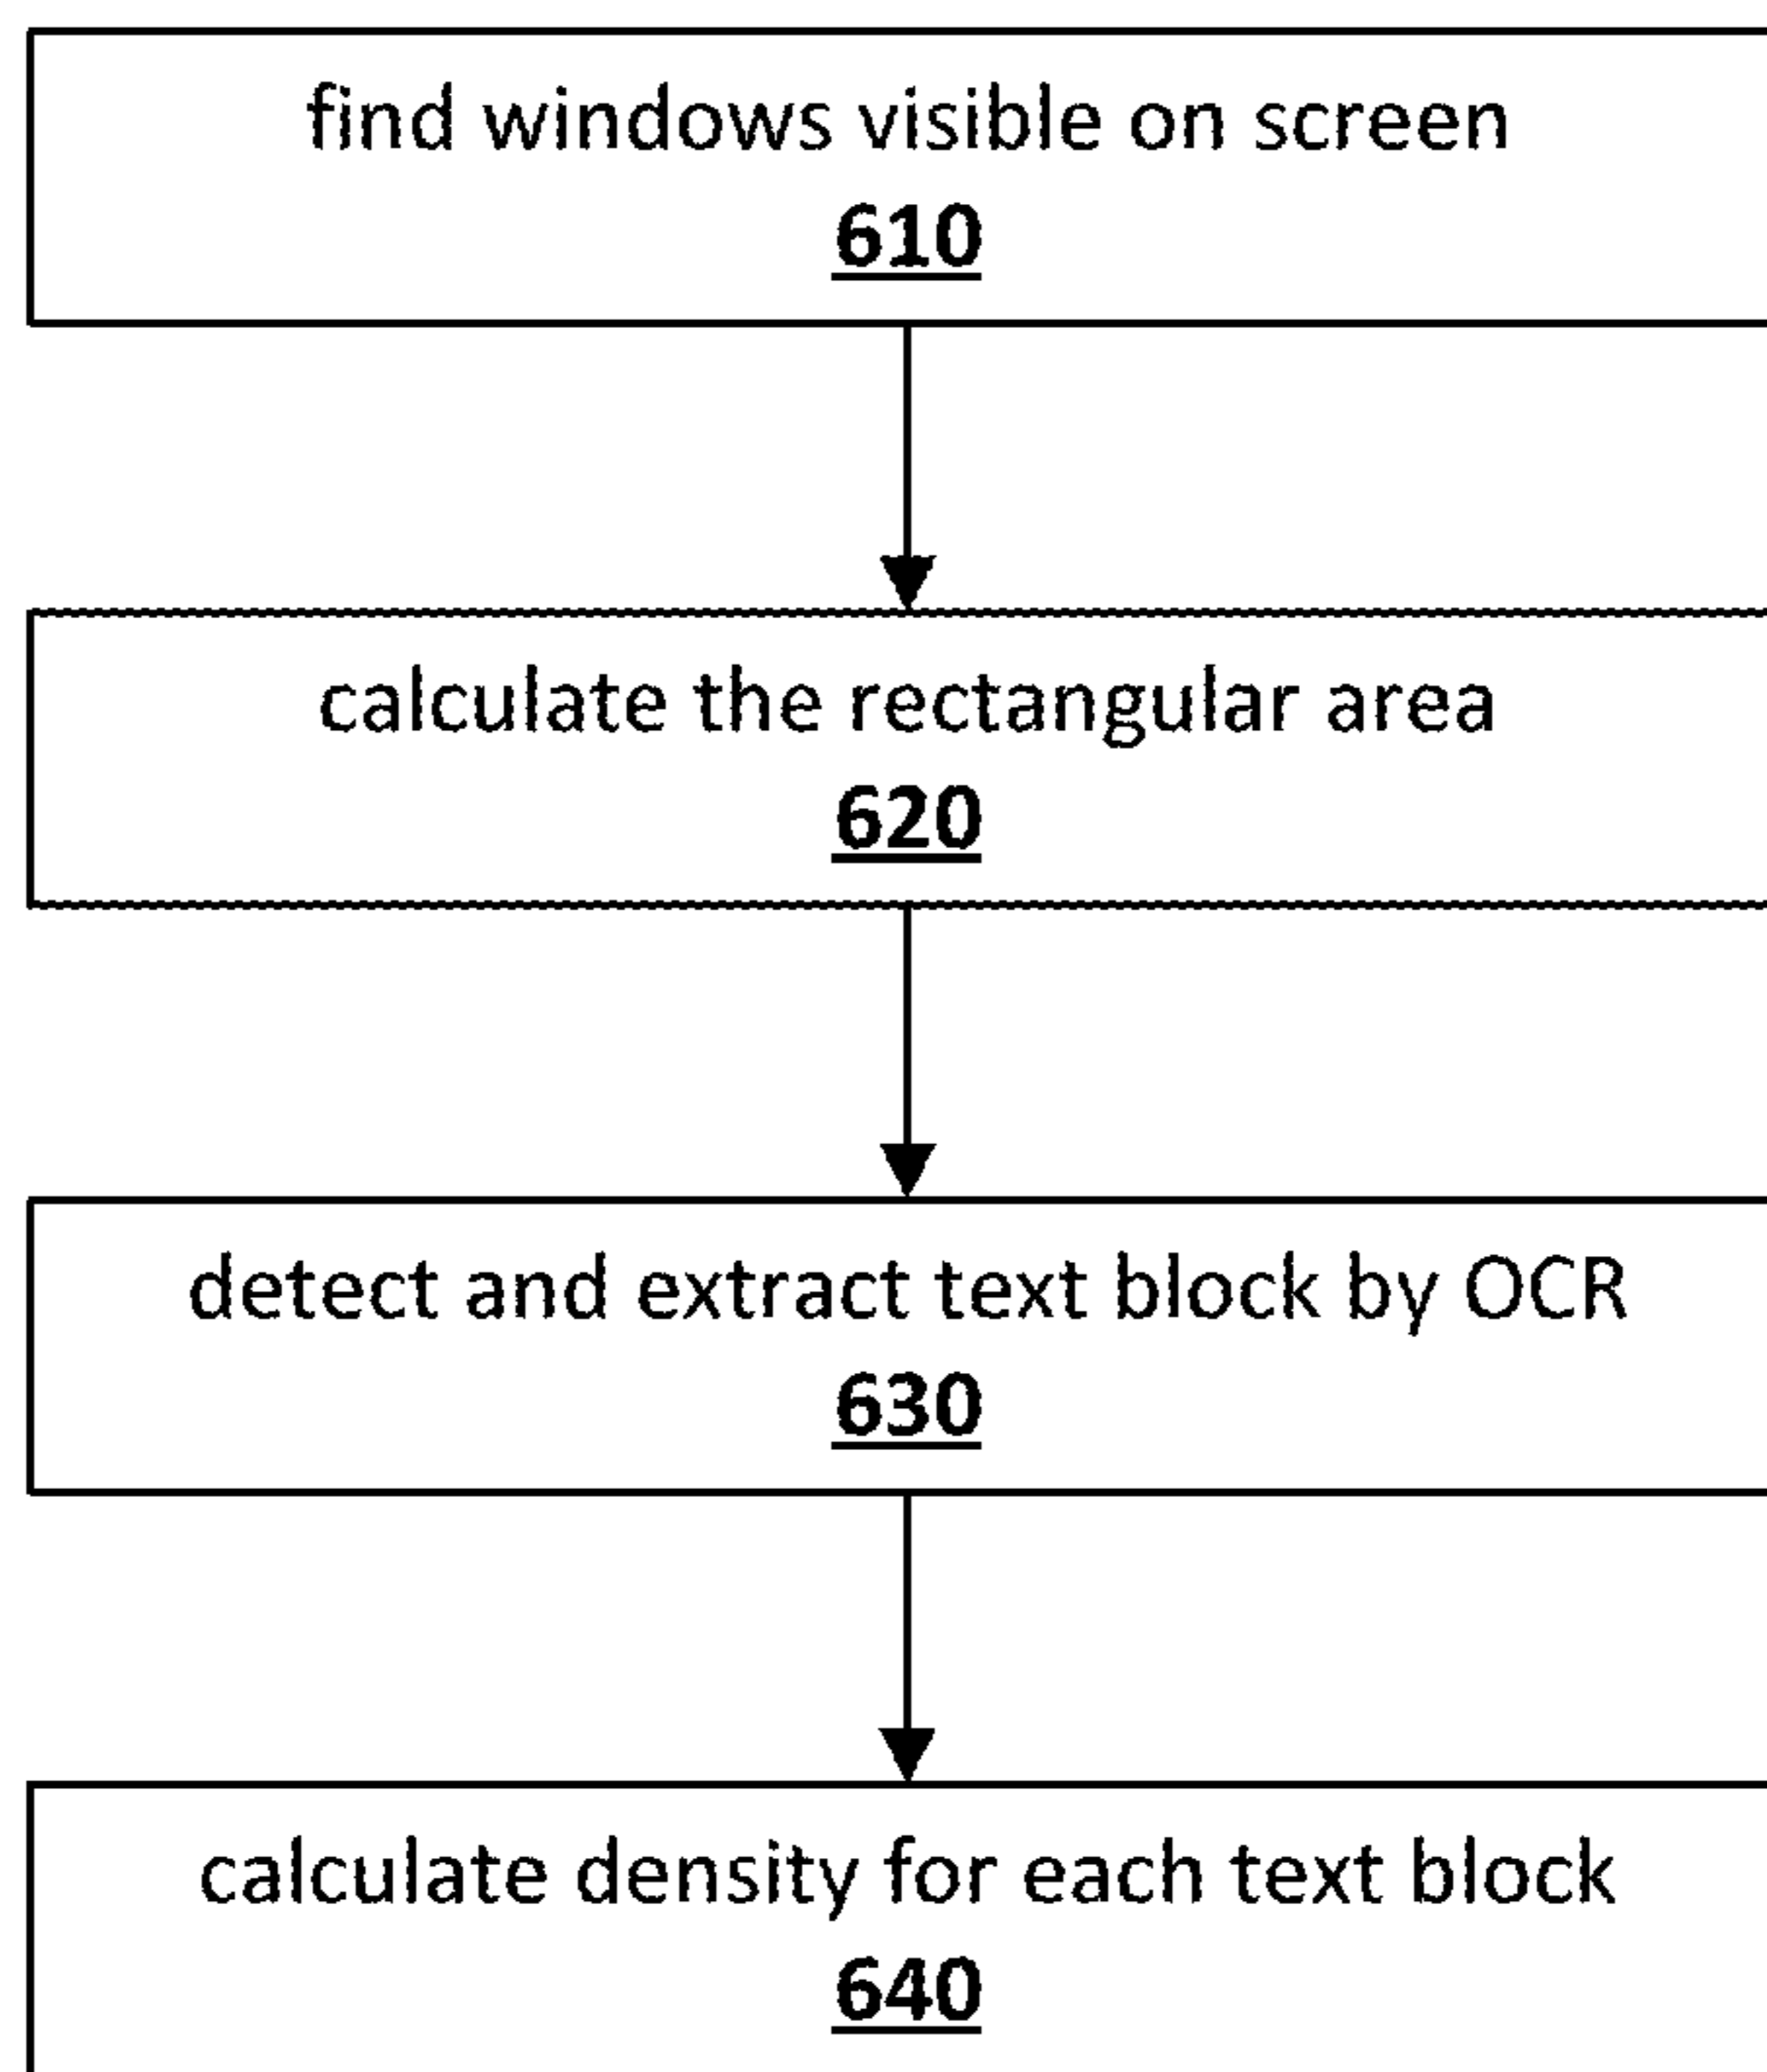 find windows visible on screen
610
calculate the rectangular area
620
detect and extract text block by OCR
630
calculate density for each text block
640